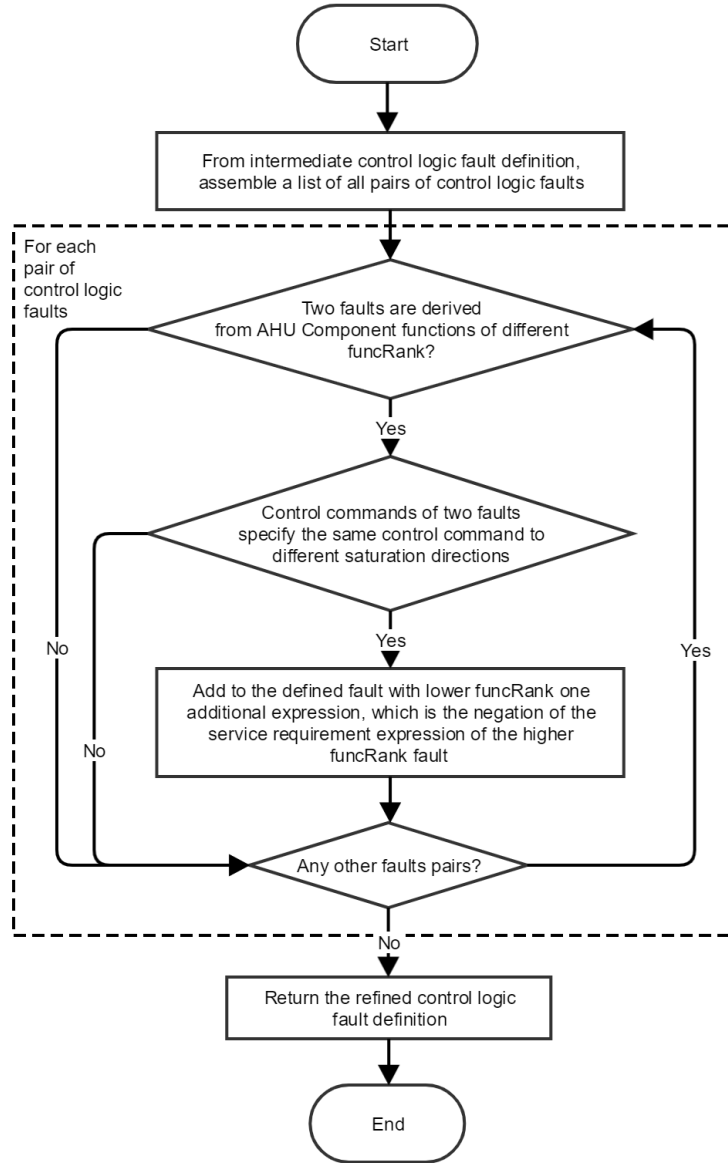 Start
From intermediate control logic fault definition,
assemble a list of all pairs of control logic faults
For each
pair of
control logic
faults
Two faults are derived
from AHU Component functions of different
funcRank?
Yes
Control commands of two faults
specify the same control command to
different saturation directions
Yes
No
Yes
Add to the defined fault with lower funcRank one
additional expression, which is the negation of the
service requirement expression of the higher
funcRank fault
No
Any other faults pairs?
No
Return the refined control logic
fault definition
End